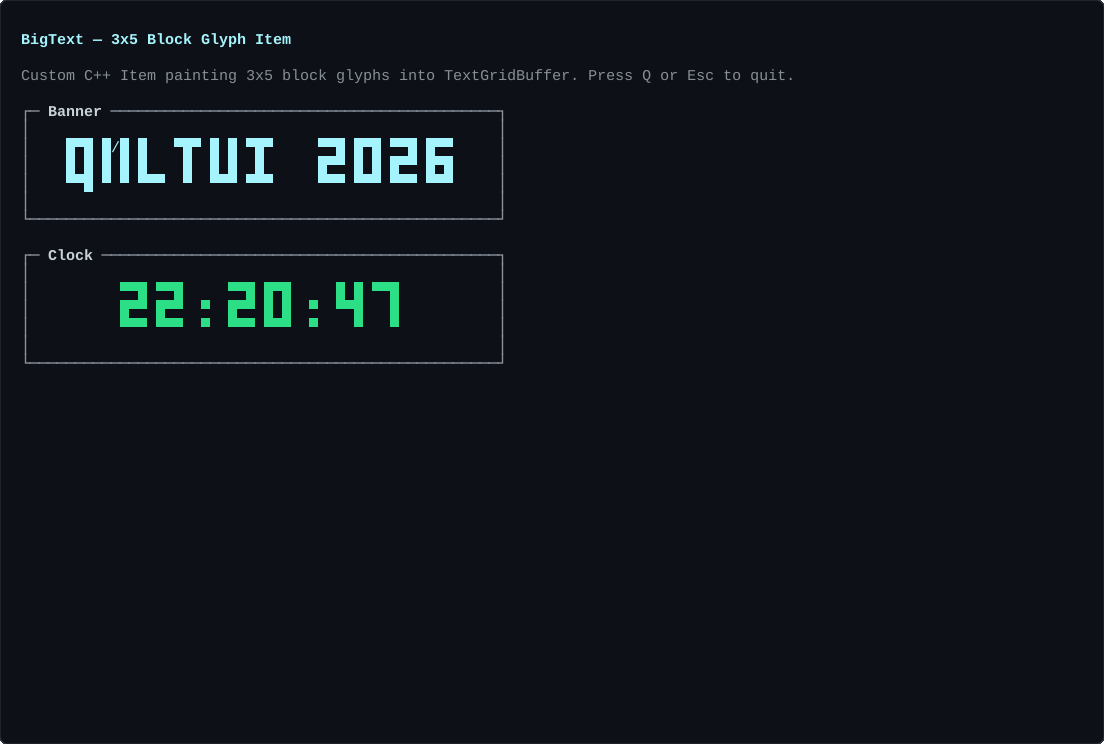 BigText — 3x5 Block Glyph Item
Custom C++ Item painting 3x5 block glyphs into TextGridBuffer. Press Q or Esc to quit.
Banner
QMLTUI 2026
Clock
22:20:47